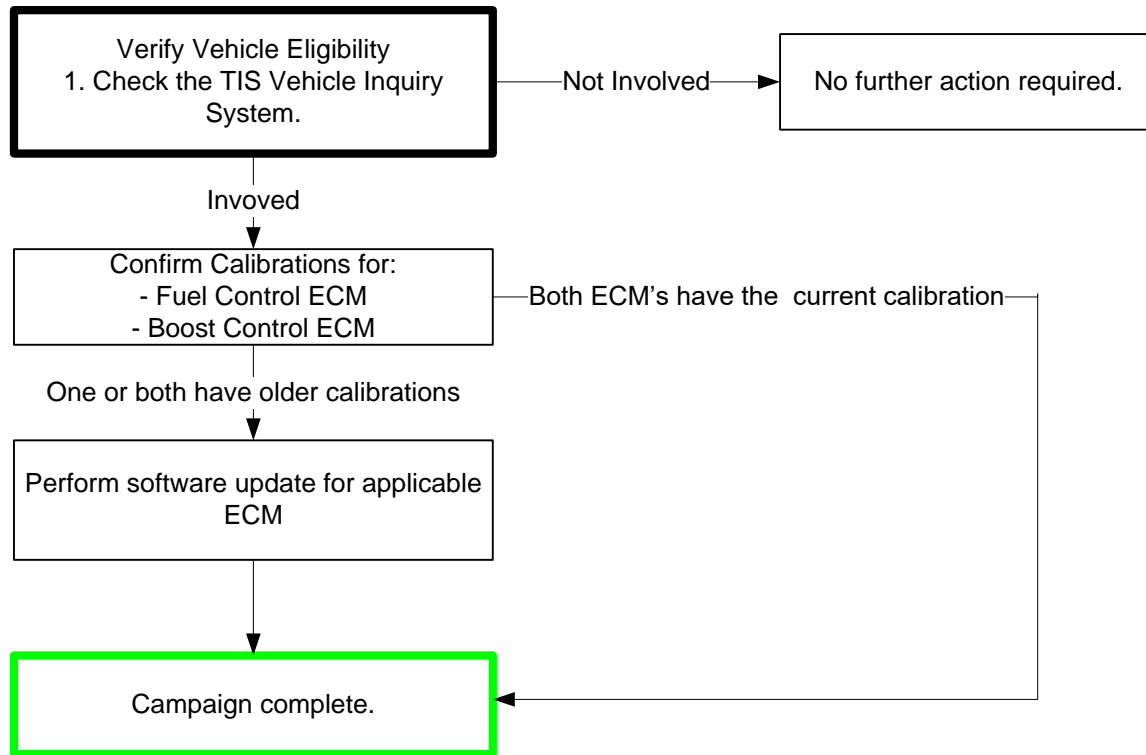 Verify Vehicle Eligibility
1. Check the TIS Vehicle Inquiry
System.
Not Involved
No further action required.
Invoved
Confirm Calibrations for:
- Fuel Control ECM
- Boost Control ECM
Both ECM's have the  current calibration
One or both have older calibrations
Perform software update for applicable
ECM
Campaign complete.